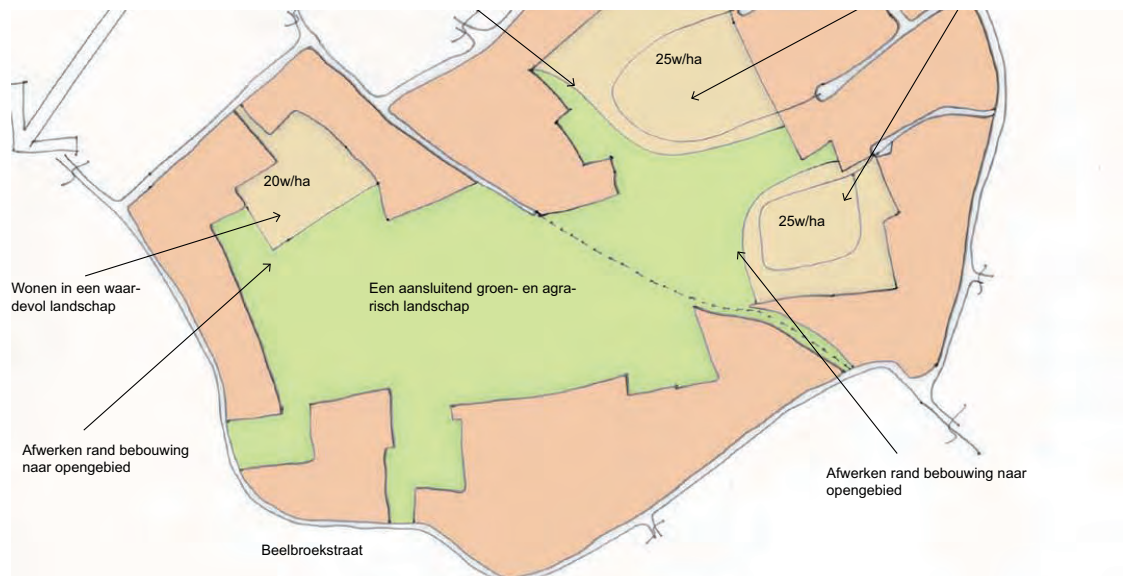 25w/ha
20w/ha
25w/ha
Wonen in een waar-
devol landschap
Een aansluitend groen- en agra-
risch landschap
Afwerken rand bebouwing
naar opengebied
Afwerken rand bebouwing naar
opengebied
Beelbroekstraat